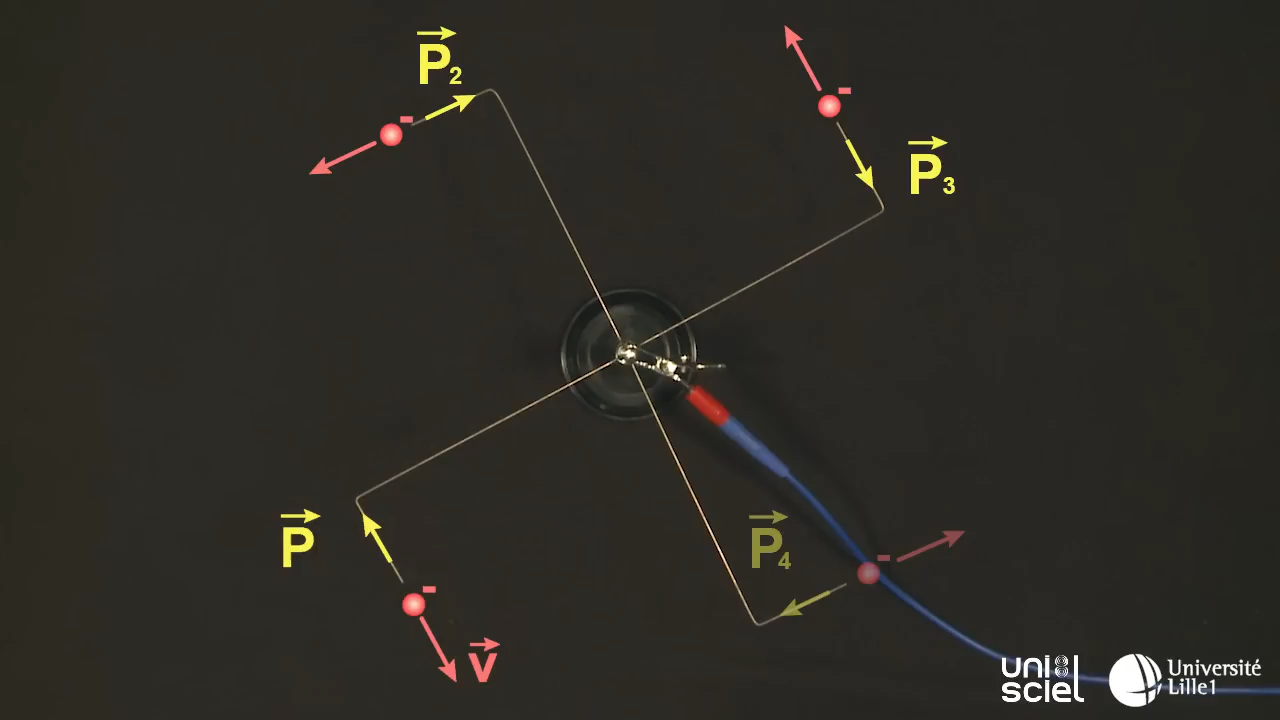 P₂
P₃
P
P₄
v
uni
sciel
Université
Lille1